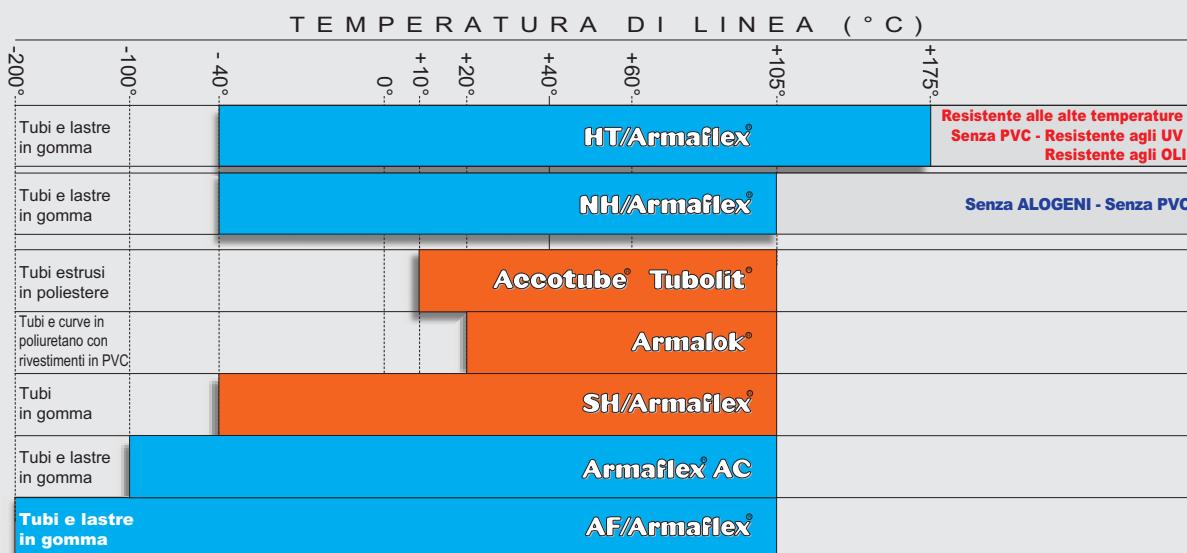 TEMPERATURA DI LINEA (°C)
-200° -100° - 40° 0° +10° +20° +40° +60° +105° +175°
Tubi e lastre
in gomma
HT/Armaflex®
Resistente alle alte temperature
Senza PVC - Resistente agli UV
Resistente agli OLI
Tubi e lastre
in gomma
NH/Armaflex®
Senza ALOGENI - Senza PVC
Tubi estrusi
in poliestere
Accotube® Tubolit®
Tubi e curve in
poliuretano con
rivestimenti in PVC
Armalok®
Tubi
in gomma
SH/Armaflex®
Tubi e lastre
in gomma
Armaflex® AC
Tubi e lastre
in gomma
AF/Armaflex®